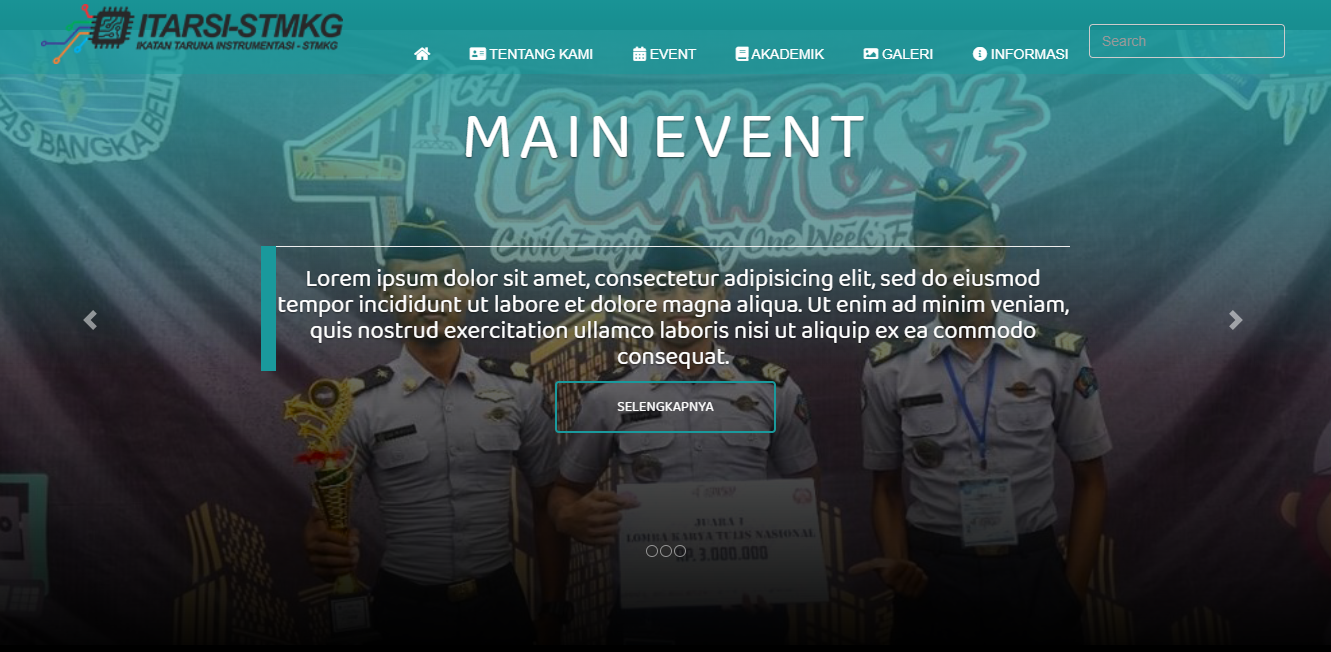 ITARSI-STMKG
IKATAN TARUNA INSTRUMENTASI - STMKG
TENTANG KAMI
EVENT
AKADEMIK
GALERI
INFORMASI
Search
TAS BANGKA BELIT
4TH
MAIN EVENT
Civil Engineering One Week F
Lorem ipsum dolor sit amet, consectetur adipisicing elit, sed do eiusmod
tempor incididunt ut labore et dolore magna aliqua. Ut enim ad minim veniam,
quis nostrud exercitation ullamco laboris nisi ut aliquip ex ea commodo
consequat.
SELENGKAPNYA
JUARA I
LOMBA KARYA TULIS NASIONAL
RP. 3.000.000